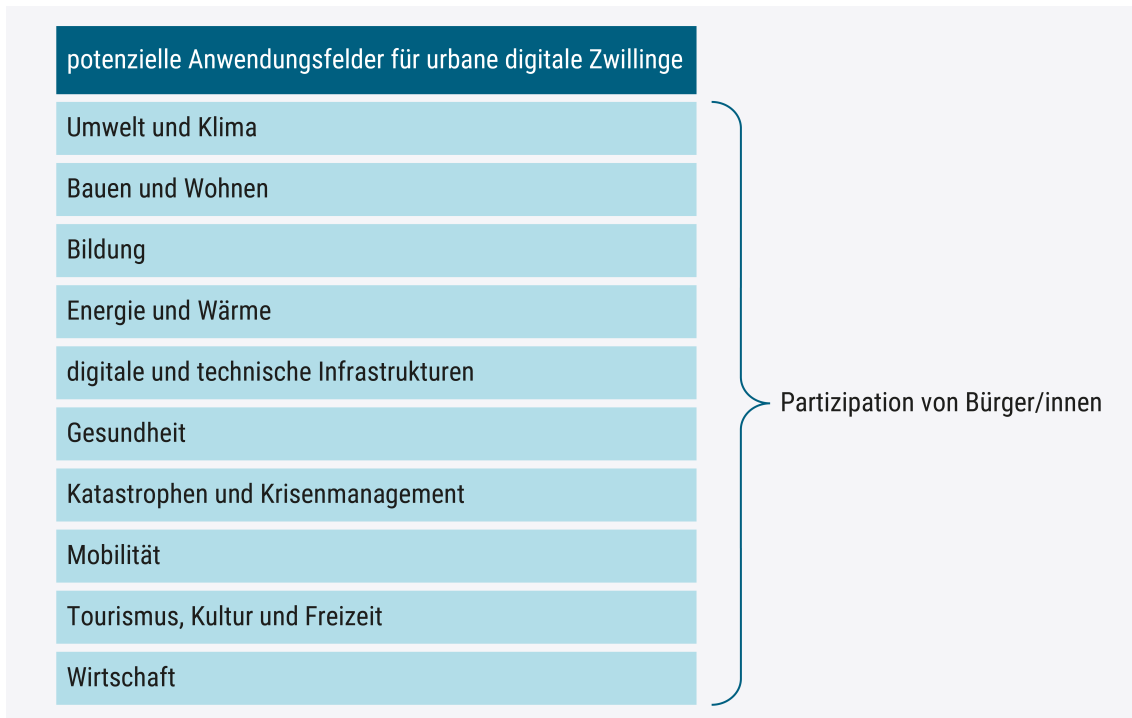 potenzielle Anwendungsfelder für urbane digitale Zwillinge
Umwelt und Klima
Bauen und Wohnen
Bildung
Energie und Wärme
digitale und technische Infrastrukturen
Gesundheit
Katastrophen und Krisenmanagement
Mobilität
Tourismus, Kultur und Freizeit
Wirtschaft
Partizipation von Bürger/innen